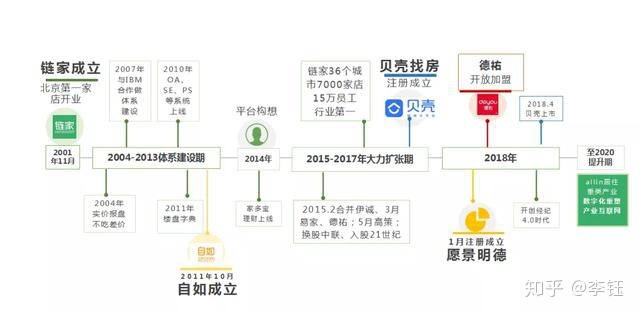 链家成立
北京第一家
店开业
链家
2001
年11月
2007年
与IBM
合作做
体系
建设
2010年
OA、
SE、PS
等系统
上线
2004-2013体系建设期
2004年
实价报盘
不吃差价
2011年
楼盘字典
自如
2011年10月
自如成立
平台构想
2014年
家多宝
理财上线
链家36个城
市7000家店
15万员工
行业第一
贝壳找房
注册成立
贝壳
2015-2017年大力扩张期
2015.2合并伊诚、3月
易家、德祐；5月高策；
换股中联、入股21世纪
德祐
开放加盟
deyou
德祐
2018.4
贝壳上市
2018年
1月注册成立
愿景明德
开创经纪
4.0时代
至2020
提升期
allin居住
垂类产业
数字化重塑
产业互联网
知乎 @李钰